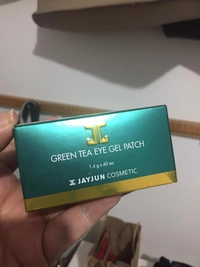 GREEN TEA EYE GEL PATCH
1.4 g x 60 ea
JAYJUN COSMETIC